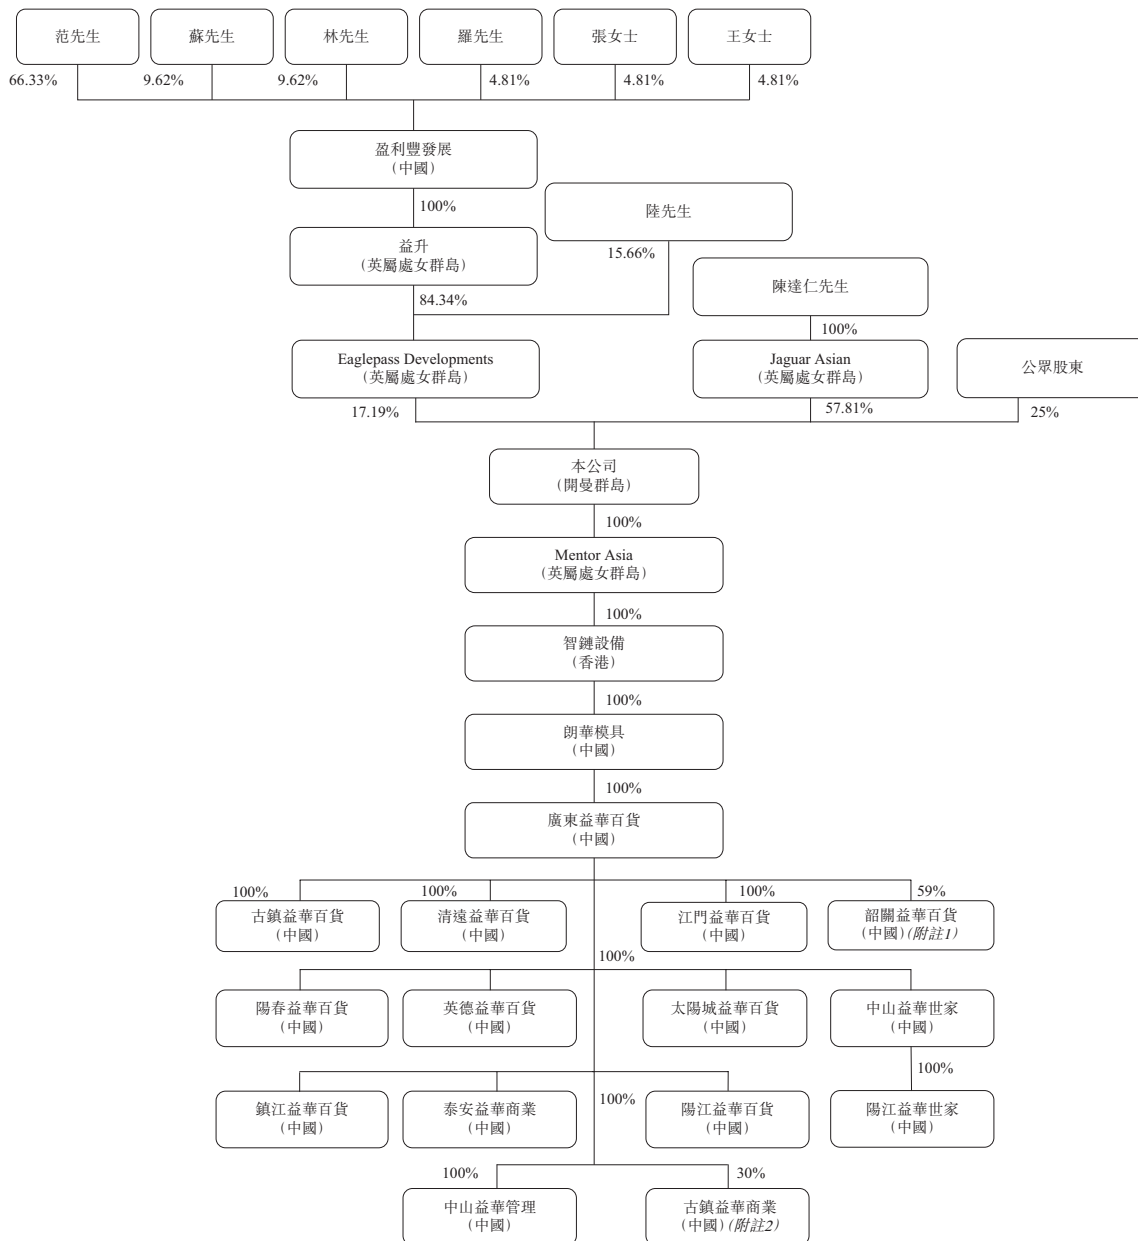 范先生
蘇先生
林先生
羅先生
張女士
王女士
66.33%
9.62%
9.62%
4.81%
4.81%
4.81%
盈利豐發展
(中國)
100%
陸先生
15.66%
益升
(英屬處女群島)
84.34%
陳達仁先生
100%
Eaglepass Developments
(英屬處女群島)
Jaguar Asian
(英屬處女群島)
公眾股東
17.19%
57.81%
25%
本公司
(開曼群島)
100%
Mentor Asia
(英屬處女群島)
100%
智鏈設備
(香港)
100%
朗華模具
(中國)
100%
廣東益華百貨
(中國)
100%
100%
100%
59%
古鎮益華百貨
(中國)
清遠益華百貨
(中國)
江門益華百貨
(中國)
韶關益華百貨
(中國)(附註1)
100%
陽春益華百貨
(中國)
英德益華百貨
(中國)
太陽城益華百貨
(中國)
中山益華世家
(中國)
100%
100%
鎮江益華百貨
(中國)
泰安益華商業
(中國)
陽江益華百貨
(中國)
陽江益華世家
(中國)
100%
30%
中山益華管理
(中國)
古鎮益華商業
(中國)(附註2)